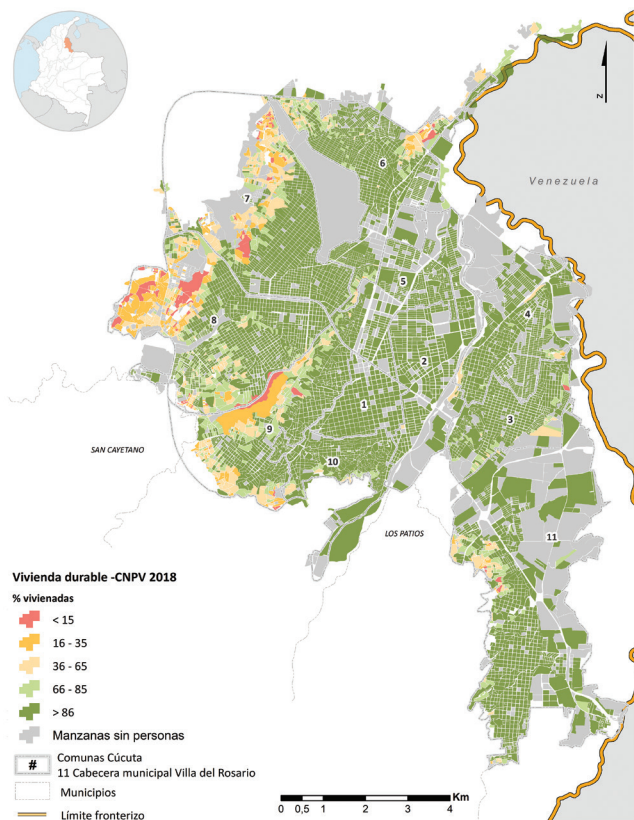 N
Venezuela
6
7
5
4
8
2
1
3
9
10
SAN CAYETANO
LOS PATIOS
11
Vivienda durable -CNPV 2018
% vivienadas
< 15
16 - 35
36 - 65
66 - 85
> 86
Manzanas sin personas
# Comunas Cúcuta
11 Cabecera municipal Villa del Rosario
Municipios
Límite fronterizo
Km
0 0,5 1 2 3 4